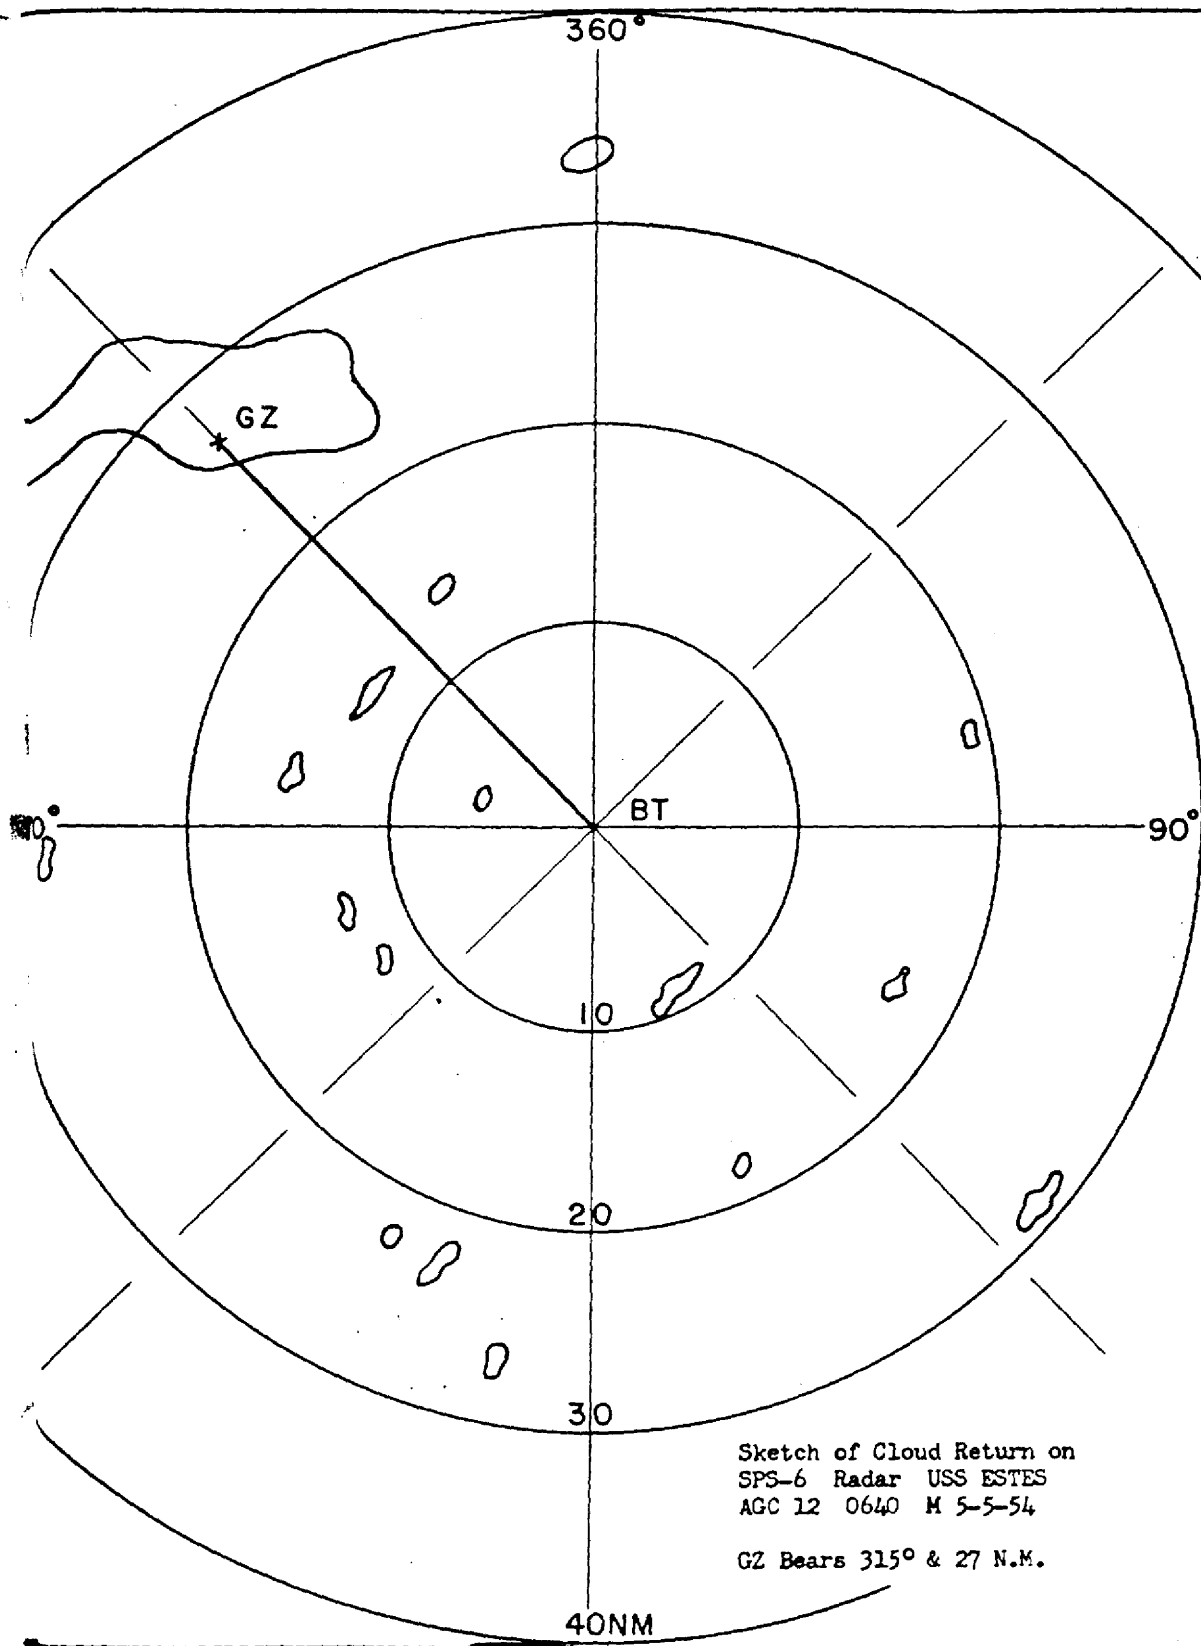 360°
GZ
BT
90°
10
20
30
Sketch of Cloud Return on
SPS-6 Radar USS ESTES
AGC 12 0640 M 5-5-54
GZ Bears 315° & 27 N.M.
40NM